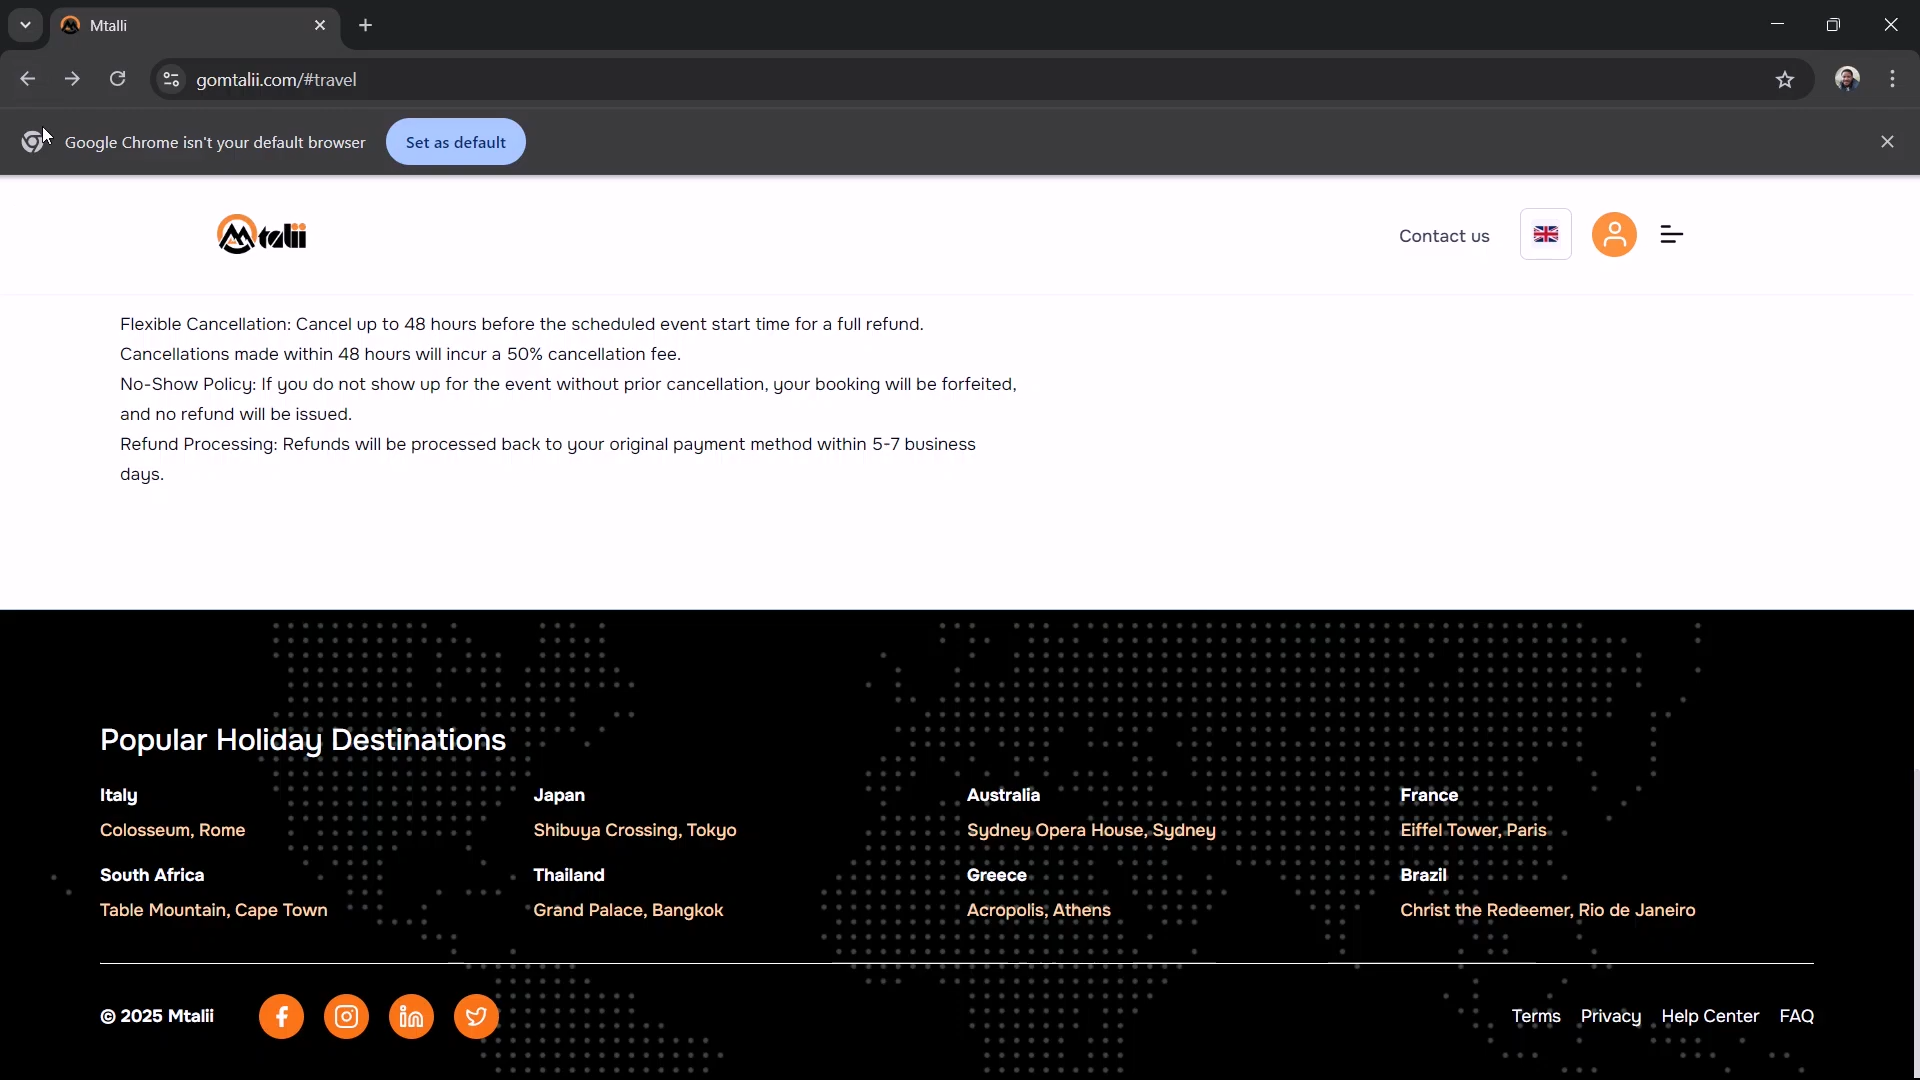 Mtalli
gomtalii.com/#travel
Google Chrome isn't your default browser
Set as default
Mtalii
Contact us
Flexible Cancellation: Cancel up to 48 hours before the scheduled event start time for a full refund.
Cancellations made within 48 hours will incur a 50% cancellation fee.
No-Show Policy: If you do not show up for the event without prior cancellation, your booking will be forfeited,
and no refund will be issued.
Refund Processing: Refunds will be processed back to your original payment method within 5-7 business
days.
Popular Holiday Destinations
Italy
Colosseum, Rome
Japan
Shibuya Crossing, Tokyo
Australia
Sydney Opera House, Sydney
France
Eiffel Tower, Paris
South Africa
Table Mountain, Cape Town
Thailand
Grand Palace, Bangkok
Greece
Acropolis, Athens
Brazil
Christ the Redeemer, Rio de Janeiro
© 2025 Mtalii
Terms
Privacy
Help Center
FAQ